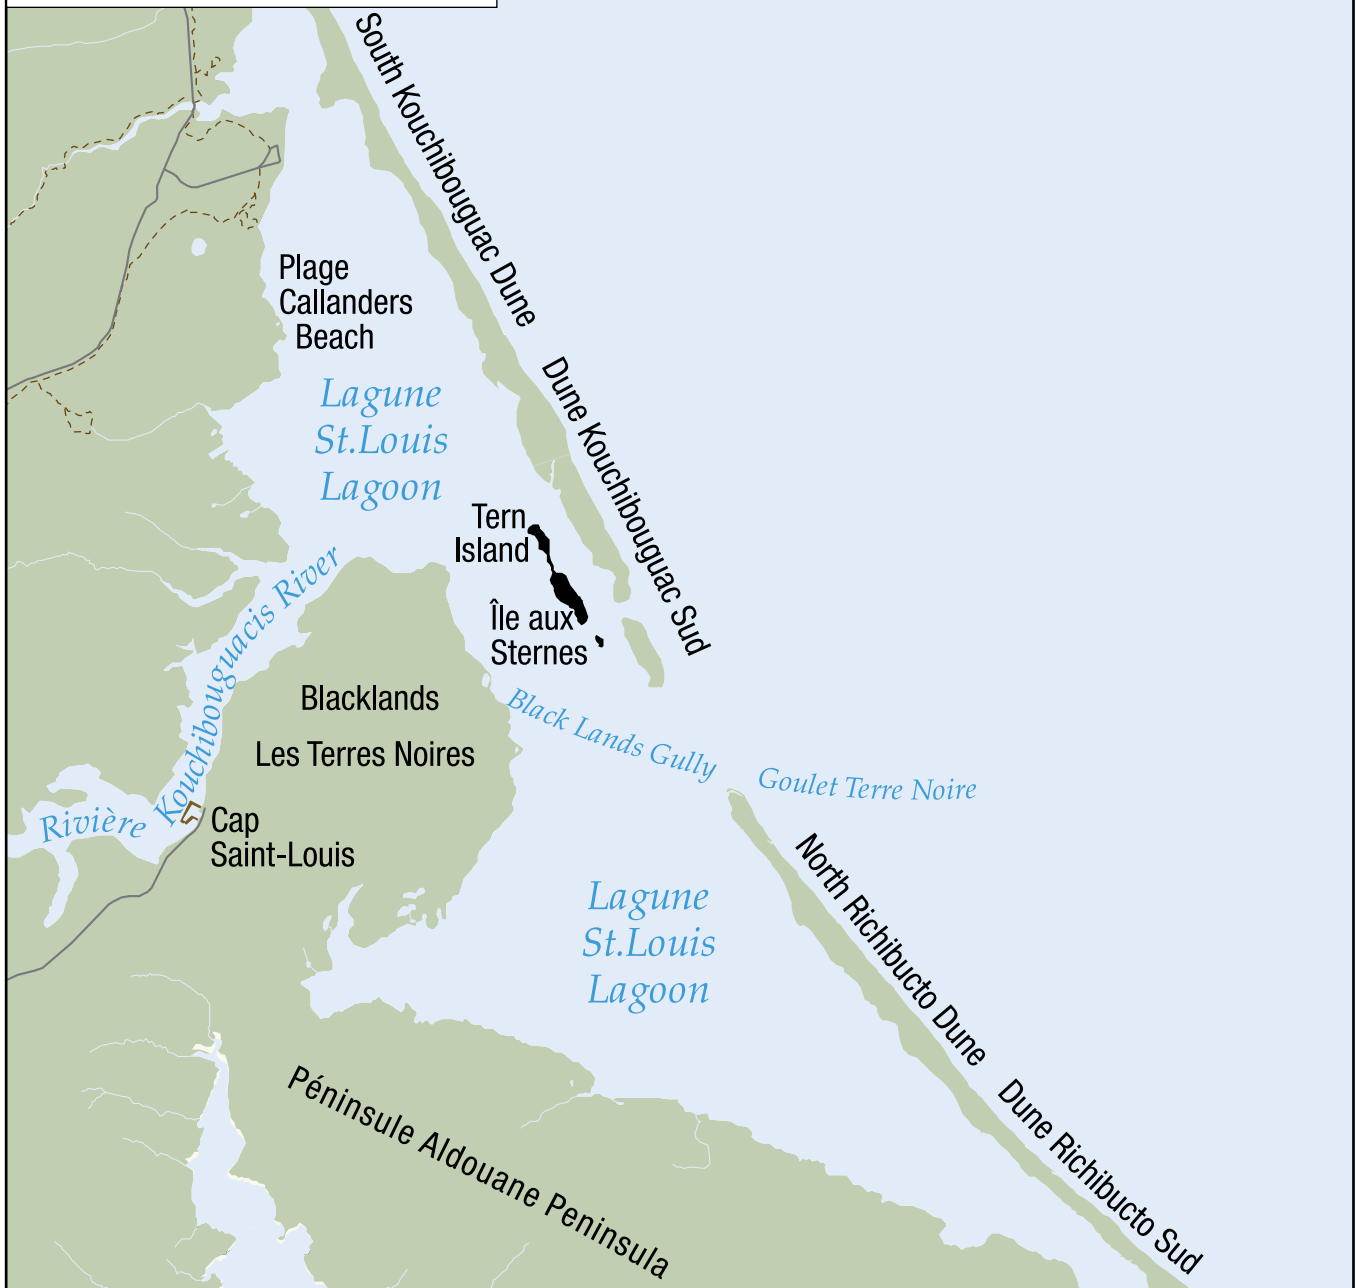 South Kouchibouguac Dune
Dune Kouchibouguac Sud
Plage
Callanders
Beach
Lagune
St.Louis
Lagoon
Tern
Island
Île aux
Sternes
Rivière Kouchibouguacis River
Blacklands
Les Terres Noires
Black Lands Gully
Goulet Terre Noire
Cap
Saint-Louis
North Richibucto Dune
Dune Richibucto Sud
Lagune
St.Louis
Lagoon
Péninsule Aldouane Peninsula